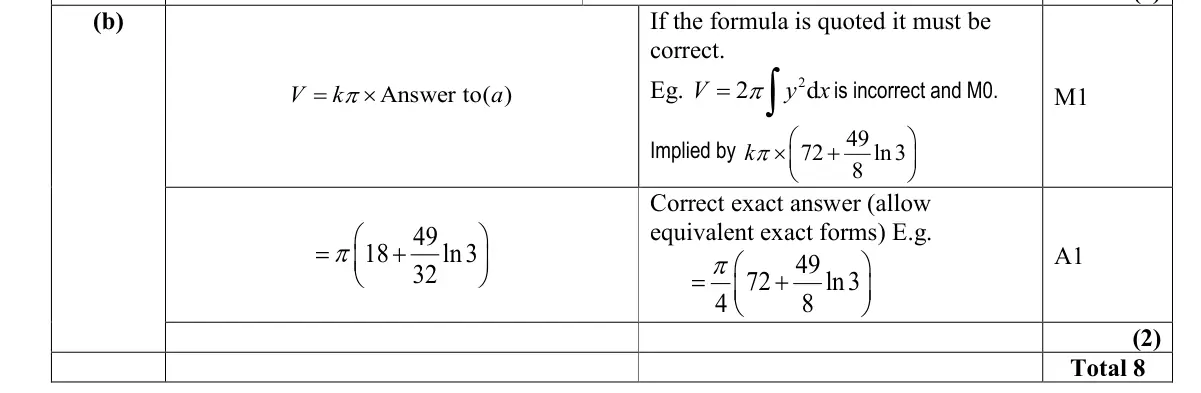 (b)
V = kπ × Answer to(a)
If the formula is quoted it must be
correct.
Eg. V = 2π∫y²dx is incorrect and M0.
Implied by kπ × (72 + 49/8 ln 3)
M1
= π(18 + 49/32 ln 3)
Correct exact answer (allow
equivalent exact forms) E.g.
= π/4 (72 + 49/8 ln 3)
A1
(2)
Total 8